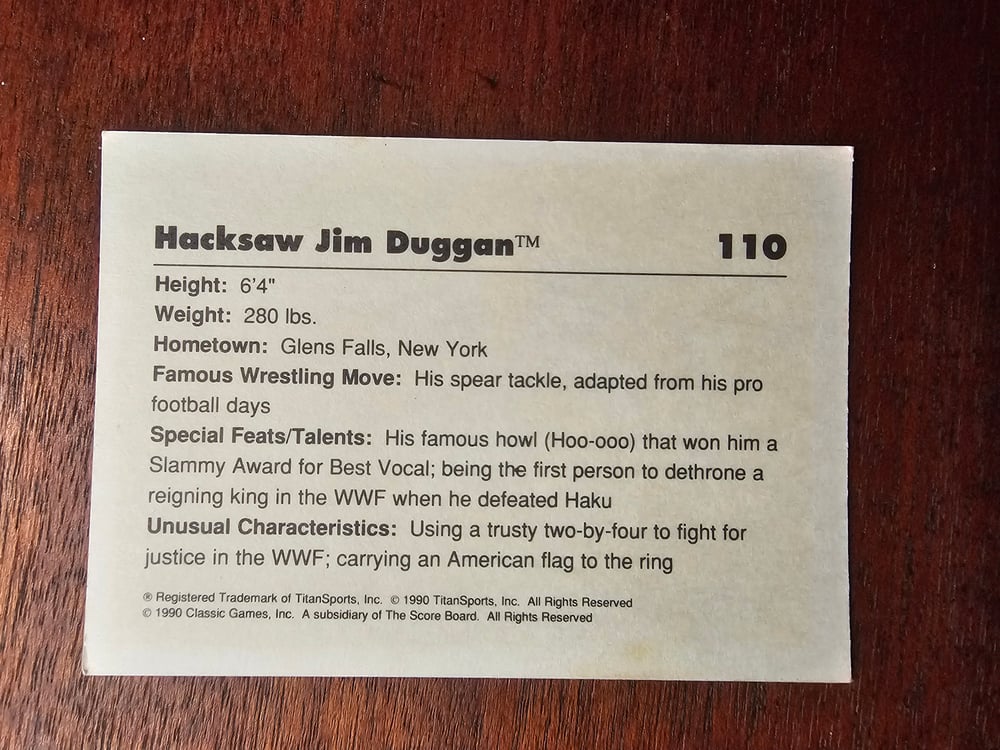 Hacksaw Jim Duggan™ 110
Height: 6'4"
Weight: 280 lbs.
Hometown: Glens Falls, New York
Famous Wrestling Move: His spear tackle, adapted from his pro
football days
Special Feats/Talents: His famous howl (Hoo-ooo) that won him a
Slammy Award for Best Vocal; being the first person to dethrone a
reigning king in the WWF when he defeated Haku
Unusual Characteristics: Using a trusty two-by-four to fight for
justice in the WWF; carrying an American flag to the ring
® Registered Trademark of TitanSports, Inc. © 1990 TitanSports, Inc. All Rights Reserved
© 1990 Classic Games, Inc. A subsidiary of The Score Board. All Rights Reserved